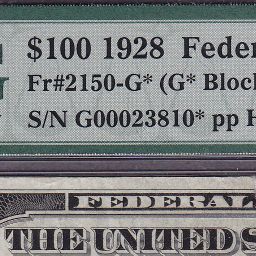 $100 1928 Feder
Fr#2150-G* (G* Block
S/N G00023810* pp H
FEDERAL
THE UNITED S